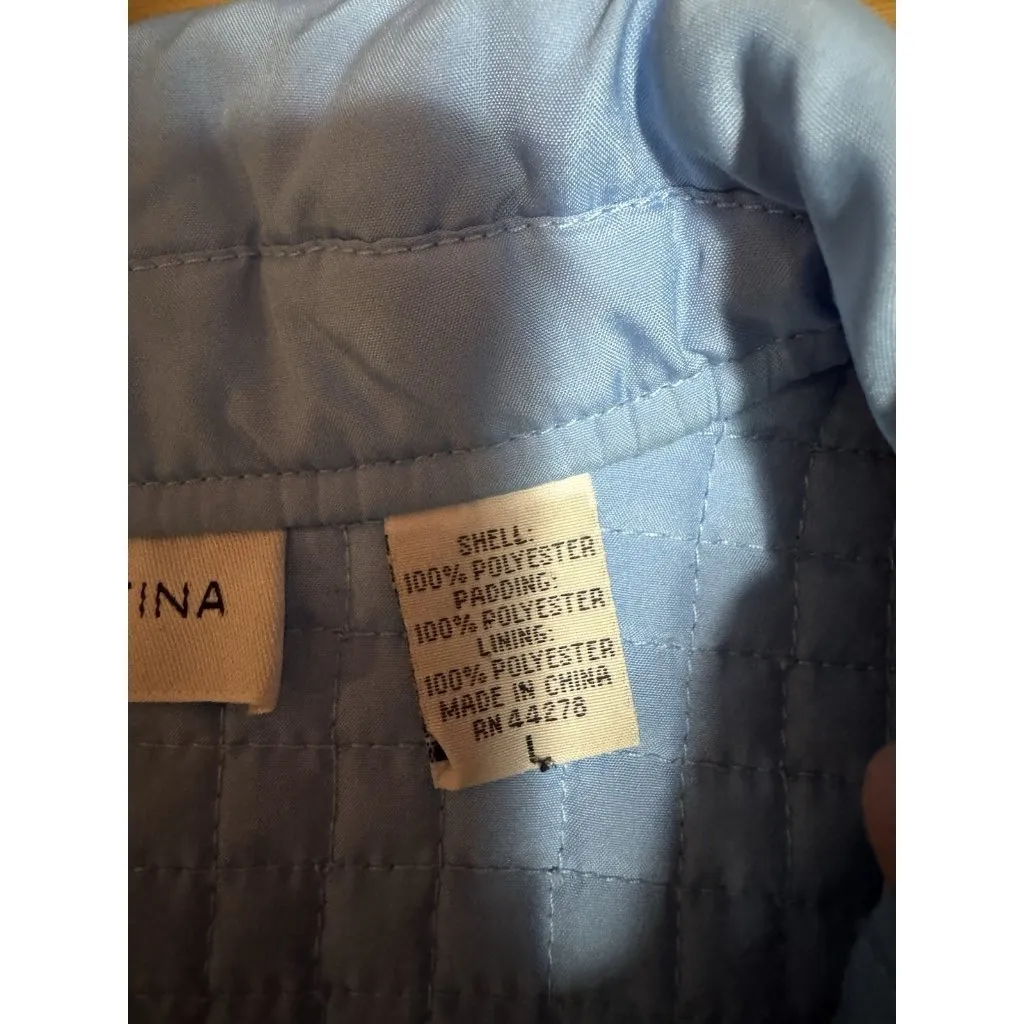 TINA
SHELL:
100% POLYESTER
PADDING:
100% POLYESTER
LINING:
100% POLYESTER
MADE IN CHINA
RN 44278
L